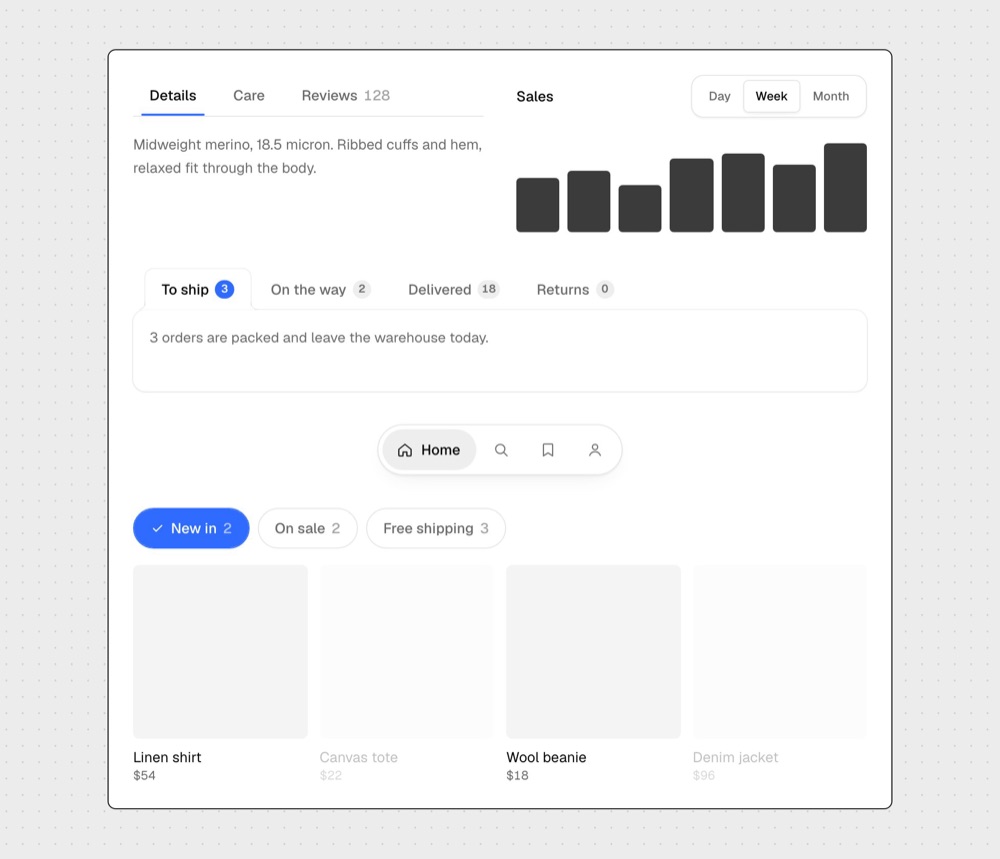 Details Care Reviews 128
Midweight merino, 18.5 micron. Ribbed cuffs and hem,
relaxed fit through the body.
Sales Day Week Month
To ship 3 On the way 2 Delivered 18 Returns 0
3 orders are packed and leave the warehouse today.
Home
New in 2 On sale 2 Free shipping 3
Linen shirt Canvas tote Wool beanie Denim jacket
$54 $22 $18 $96